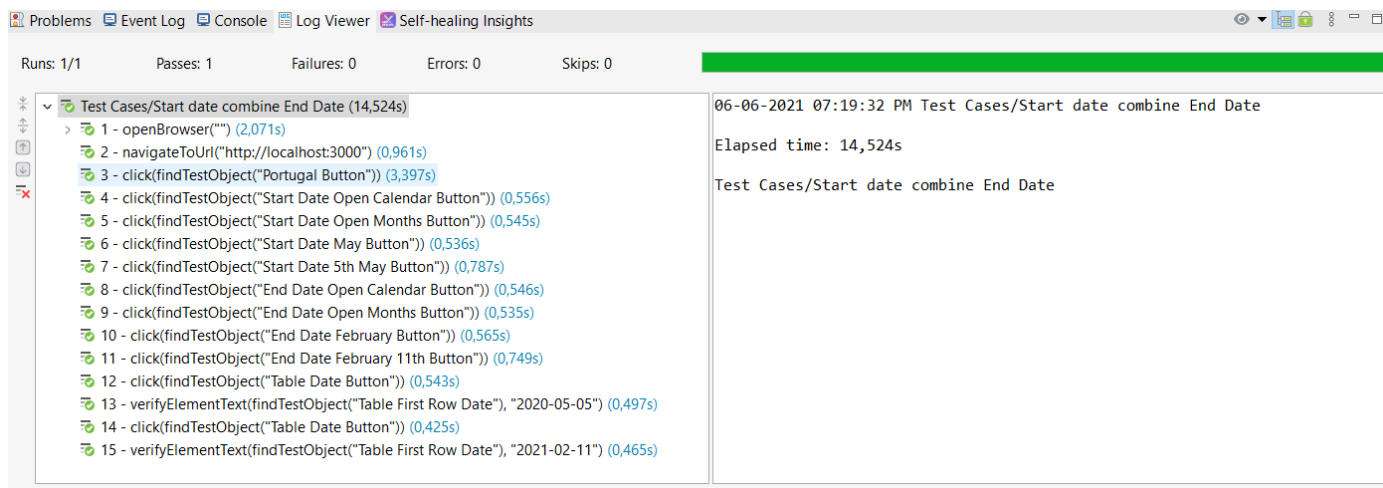 Problems Event Log Console Log Viewer Self-healing Insights
Runs: 1/1 Passes: 1 Failures: 0 Errors: 0 Skips: 0
Test Cases/Start date combine End Date (14,524s)
1 - openBrowser("") (2,071s)
2 - navigateToUrl("http://localhost:3000") (0,961s)
3 - click(findTestObject("Portugal Button")) (3,397s)
4 - click(findTestObject("Start Date Open Calendar Button")) (0,556s)
5 - click(findTestObject("Start Date Open Months Button")) (0,545s)
6 - click(findTestObject("Start Date May Button")) (0,536s)
7 - click(findTestObject("Start Date 5th May Button")) (0,787s)
8 - click(findTestObject("End Date Open Calendar Button")) (0,546s)
9 - click(findTestObject("End Date Open Months Button")) (0,535s)
10 - click(findTestObject("End Date February Button")) (0,565s)
11 - click(findTestObject("End Date February 11th Button")) (0,749s)
12 - click(findTestObject("Table Date Button")) (0,543s)
13 - verifyElementText(findTestObject("Table First Row Date"), "2020-05-05") (0,497s)
14 - click(findTestObject("Table Date Button")) (0,425s)
15 - verifyElementText(findTestObject("Table First Row Date"), "2021-02-11") (0,465s)
06-06-2021 07:19:32 PM Test Cases/Start date combine End Date
Elapsed time: 14,524s
Test Cases/Start date combine End Date